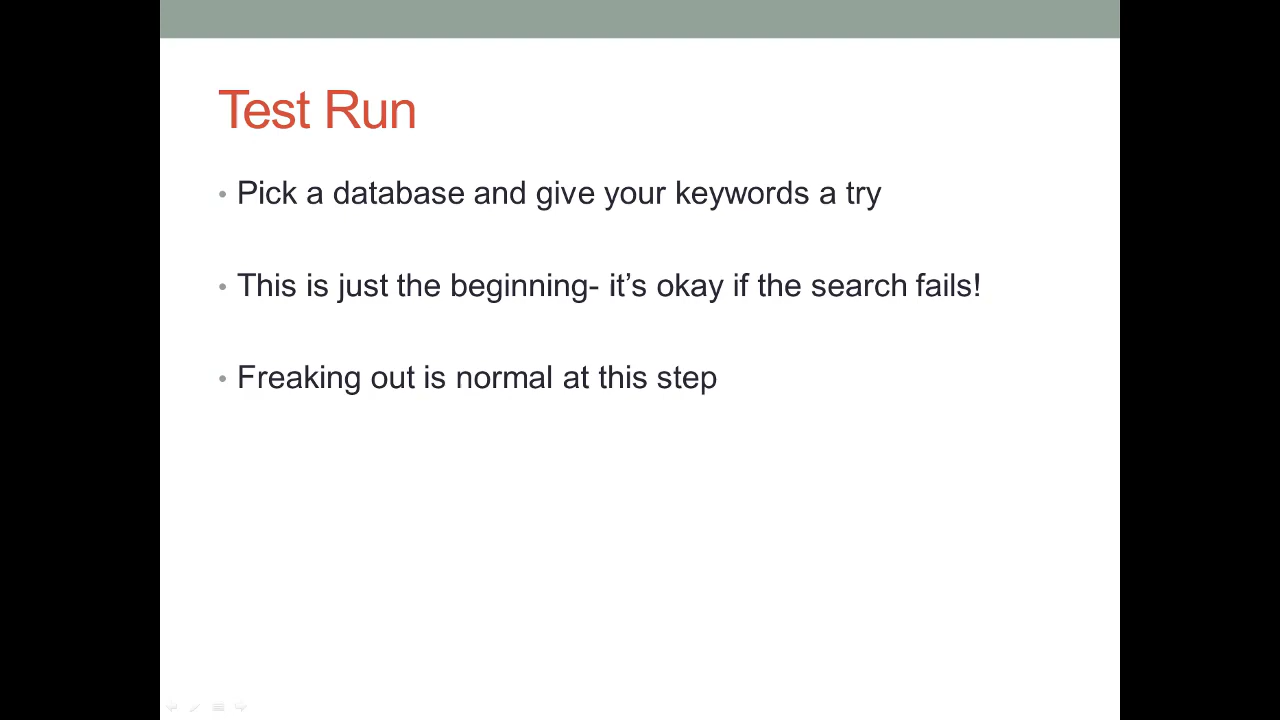 Test Run
• Pick a database and give your keywords a try
• This is just the beginning- it’s okay if the search fails!
• Freaking out is normal at this step